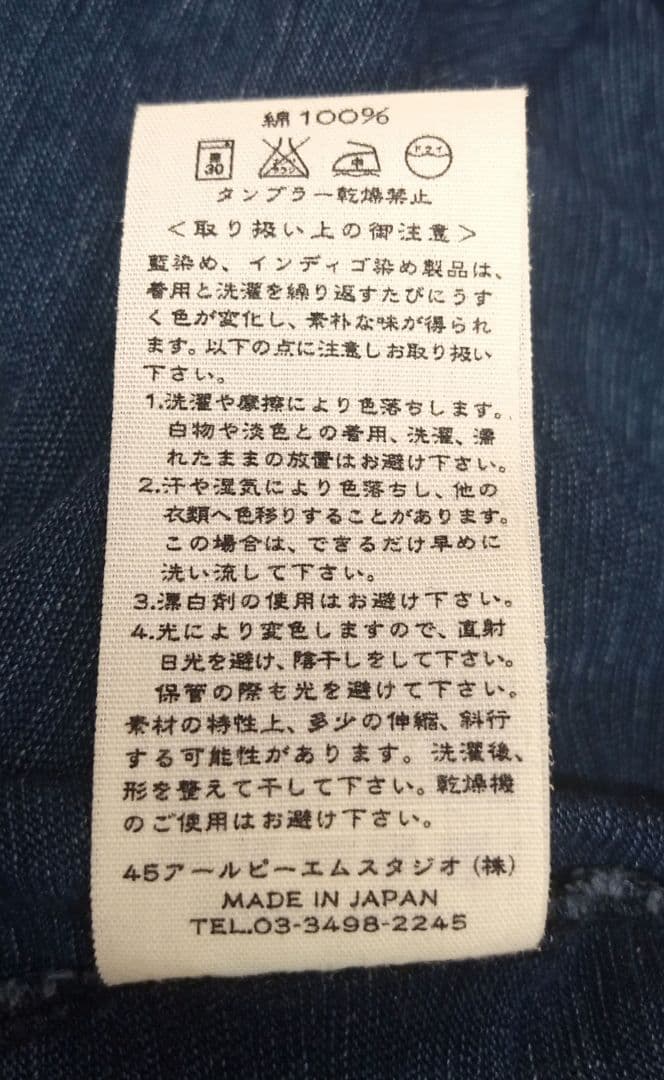 綿 100%
弱
30
エンソ
サラシ
中
ドライ
タンブラー乾燥禁止
<取り扱い上の御注意>
藍染め、インディゴ染め製品は、
着用と洗濯を繰り返すたびにうす
く色が変化し、素朴な味が得られ
ます。以下の点に注意しお取り扱い
下さい。
1.洗濯や摩擦により色落ちします。
白物や淡色との着用、洗濯、濡
れたままの放置はお避け下さい。
2.汗や湿気により色落ちし、他の
衣類へ色移りすることがあります。
この場合は、できるだけ早めに
洗い流して下さい。
3.漂白剤の使用はお避け下さい。
4.光により変色しますので、直射
日光を避け、陰干しをして下さい。
保管の際も光を避けて下さい。
素材の特性上、多少の伸縮、斜行
する可能性があります。洗濯後、
形を整えて干して下さい。乾燥機
のご使用はお避け下さい。
45アールピーエムスタジオ(株)
MADE IN JAPAN
TEL.03-3498-2245